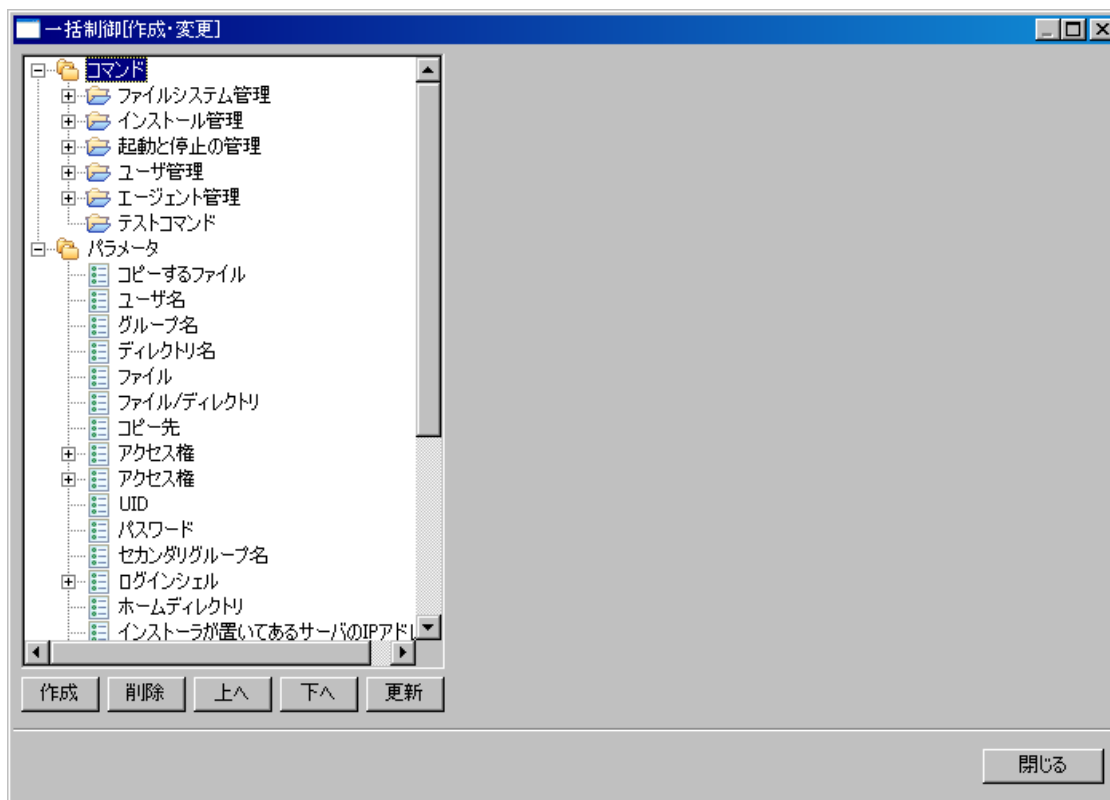 一括制御[作成・変更]
コマンド
ファイルシステム管理
インストール管理
起動と停止の管理
ユーザ管理
エージェント管理
テストコマンド
パラメータ
コピーするファイル
ユーザ名
グループ名
ディレクトリ名
ファイル
ファイル/ディレクトリ
コピー先
アクセス権
アクセス権
UID
パスワード
セカンダリグループ名
ログインシェル
ホームディレクトリ
インストーラが置いてあるサーバのIPアドレ
作成 削除 上へ 下へ 更新
閉じる